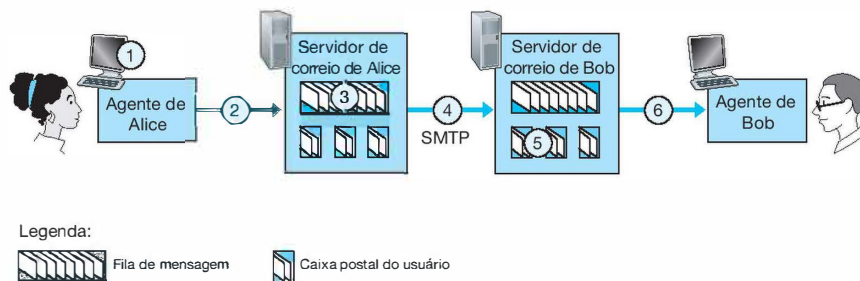 1
Agente de
Alice
2
Servidor de
correio de Alice
3
4
SMTP
Servidor de
correio de Bob
5
6
Agente de
Bob
Legenda:
Fila de mensagem
Caixa postal do usuário